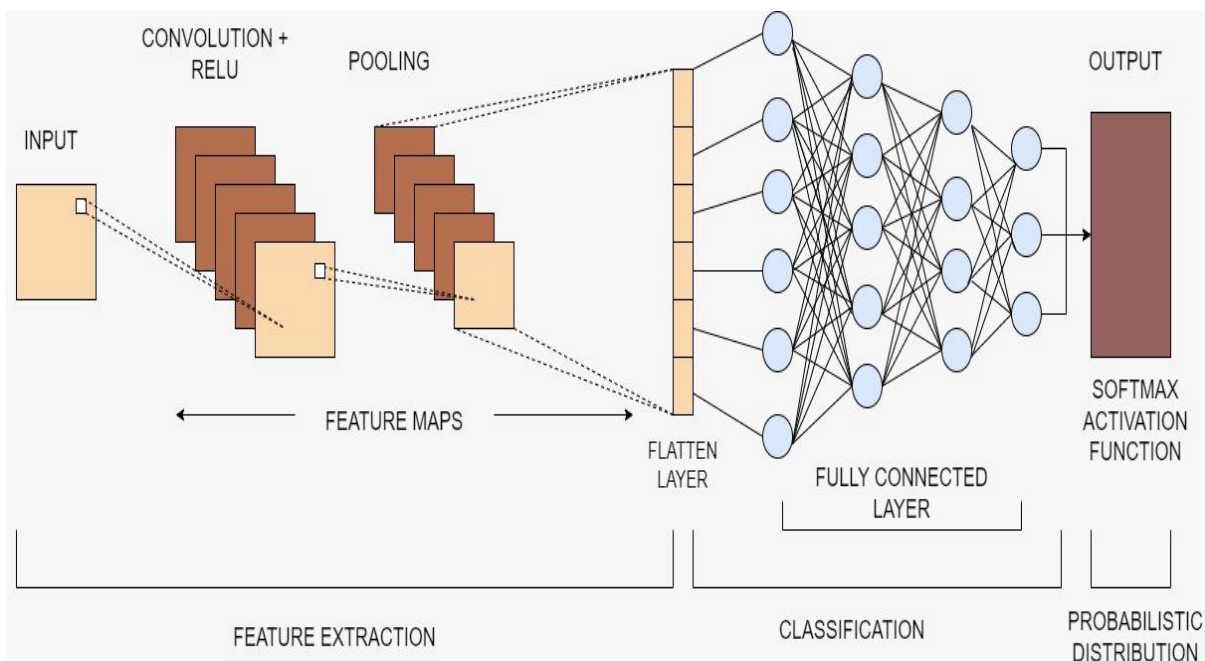 CONVOLUTION +
RELU
POOLING
OUTPUT
INPUT
FEATURE MAPS
FLATTEN
LAYER
FULLY CONNECTED
LAYER
SOFTMAX
ACTIVATION
FUNCTION
FEATURE EXTRACTION
CLASSIFICATION
PROBABILISTIC
DISTRIBUTION